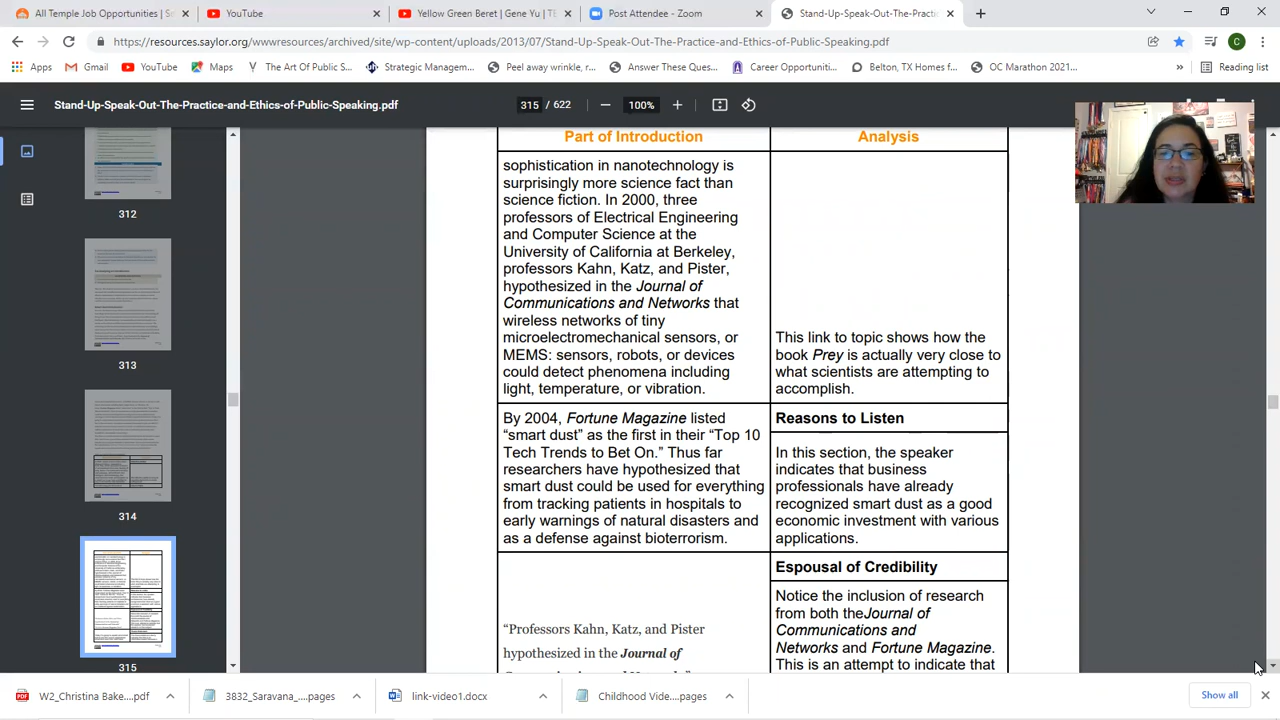 All Temple Job Opportunities | Se
YouTube
Yellow Green Beret | Gene Yu | TE
Post Attendee - Zoom
Stand-Up-Speak-Out-The-Practic
https://resources.saylor.org/wwwresources/archived/site/wp-content/uploads/2013/07/Stand-Up-Speak-Out-The-Practice-and-Ethics-of-Public-Speaking.pdf
C
Apps
Gmail
YouTube
Maps
The Art Of Public S...
Strategic Managem...
Peel away wrinkle, r...
Answer These Ques...
Career Opportuniti...
Belton, TX Homes f...
OC Marathon 2021...
»
Reading list
Stand-Up-Speak-Out-The-Practice-and-Ethics-of-Public-Speaking.pdf
315 / 622
100%
312
313
314
315
Part of Introduction
Analysis
sophistication in nanotechnology is
surprisingly more science fact than
science fiction. In 2000, three
professors of Electrical Engineering
and Computer Science at the
University of California at Berkeley,
professors Kahn, Katz, and Pister,
hypothesized in the Journal of
Communications and Networks that
wireless networks of tiny
microelectromechanical sensors, or
MEMS: sensors, robots, or devices
could detect phenomena including
light, temperature, or vibration.
This link to topic shows how the
book Prey is actually very close to
what scientists are attempting to
accomplish.
By 2004, Fortune Magazine listed
“smart dust” as the first in their “Top 10
Tech Trends to Bet On.” Thus far
researchers have hypothesized that
smart dust could be used for everything
from tracking patients in hospitals to
early warnings of natural disasters and
as a defense against bioterrorism.
Reasons to Listen
In this section, the speaker
indicates that business
professionals have already
recognized smart dust as a good
economic investment with various
applications.
“Professors Kahn, Katz, and Pister
hypothesized in the Journal of
Espousal of Credibility
Notice the inclusion of research
from both theJournal of
Communications and
Networks and Fortune Magazine.
This is an attempt to indicate that
W2_Christina Bake....pdf
3832_Saravana_....pages
link-video1.docx
Childhood Vide....pages
Show all